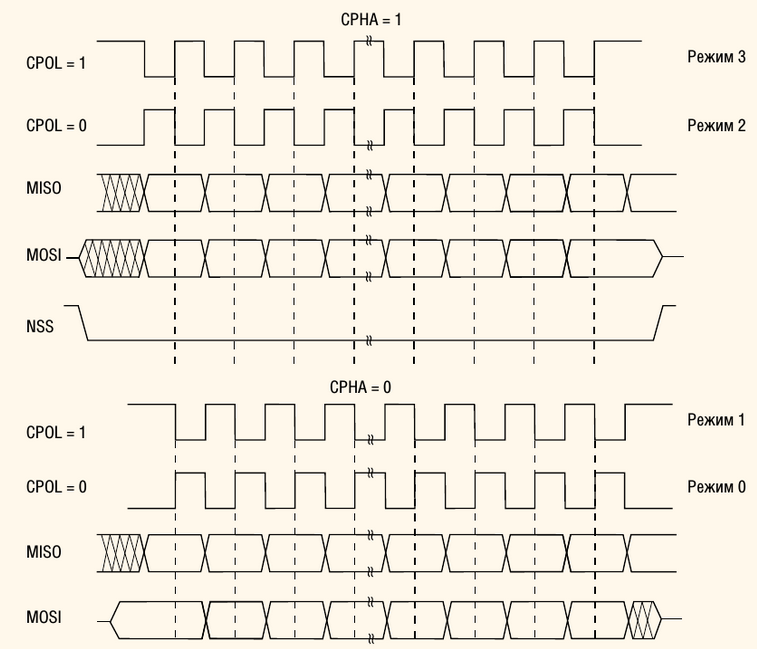 CPHA = 1
CPOL = 1
Режим 3
CPOL = 0
Режим 2
MISO
MOSI
NSS
CPHA = 0
CPOL = 1
Режим 1
CPOL = 0
Режим 0
MISO
MOSI